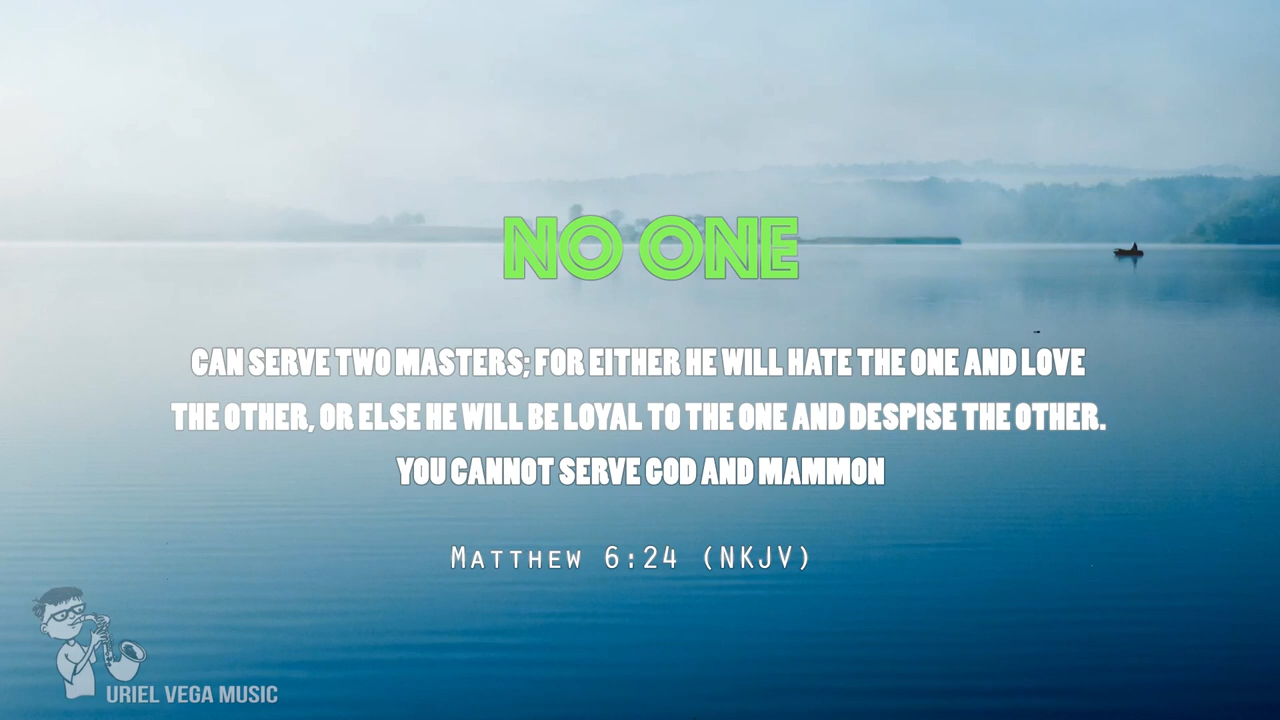 NO ONE
CAN SERVE TWO MASTERS; FOR EITHER HE WILL HATE THE ONE AND LOVE
THE OTHER, OR ELSE HE WILL BE LOYAL TO THE ONE AND DESPISE THE OTHER.
YOU CANNOT SERVE GOD AND MAMMON
Matthew 6:24 (NKJV)
URIEL VEGA MUSIC